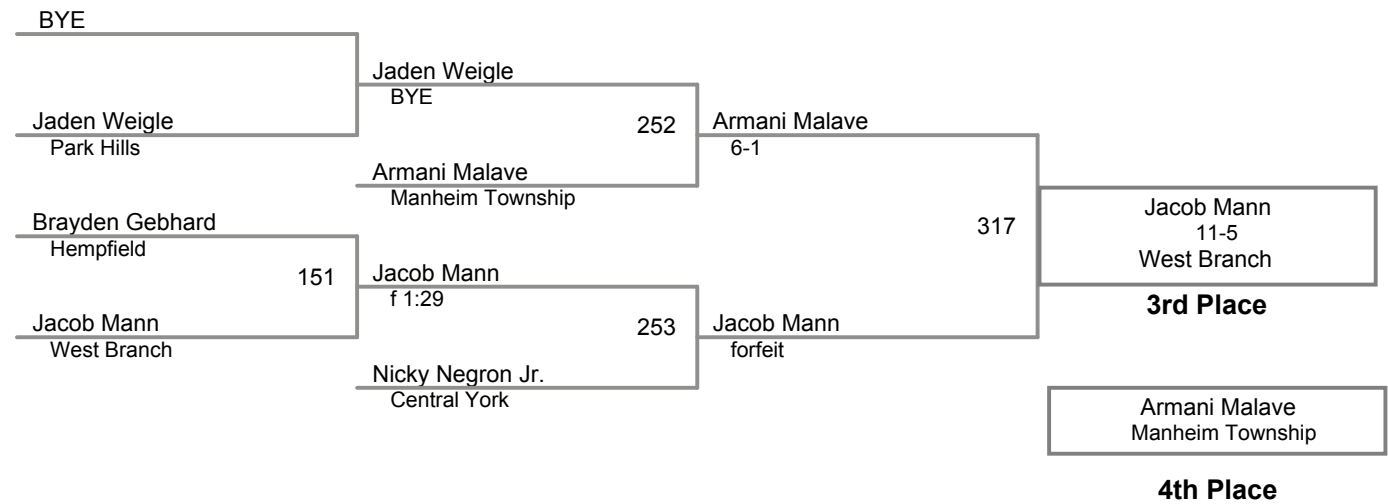 BYE
Jaden Weigle
BYE
Jaden Weigle
Park Hills
252
Armani Malave
6-1
Armani Malave
Manheim Township
Brayden Gebhard
Hempfield
151
Jacob Mann
f 1:29
Jacob Mann
West Branch
253
Jacob Mann
forfeit
Nicky Negron Jr.
Central York
317
Jacob Mann
11-5
West Branch
3rd Place
Armani Malave
Manheim Township
4th Place